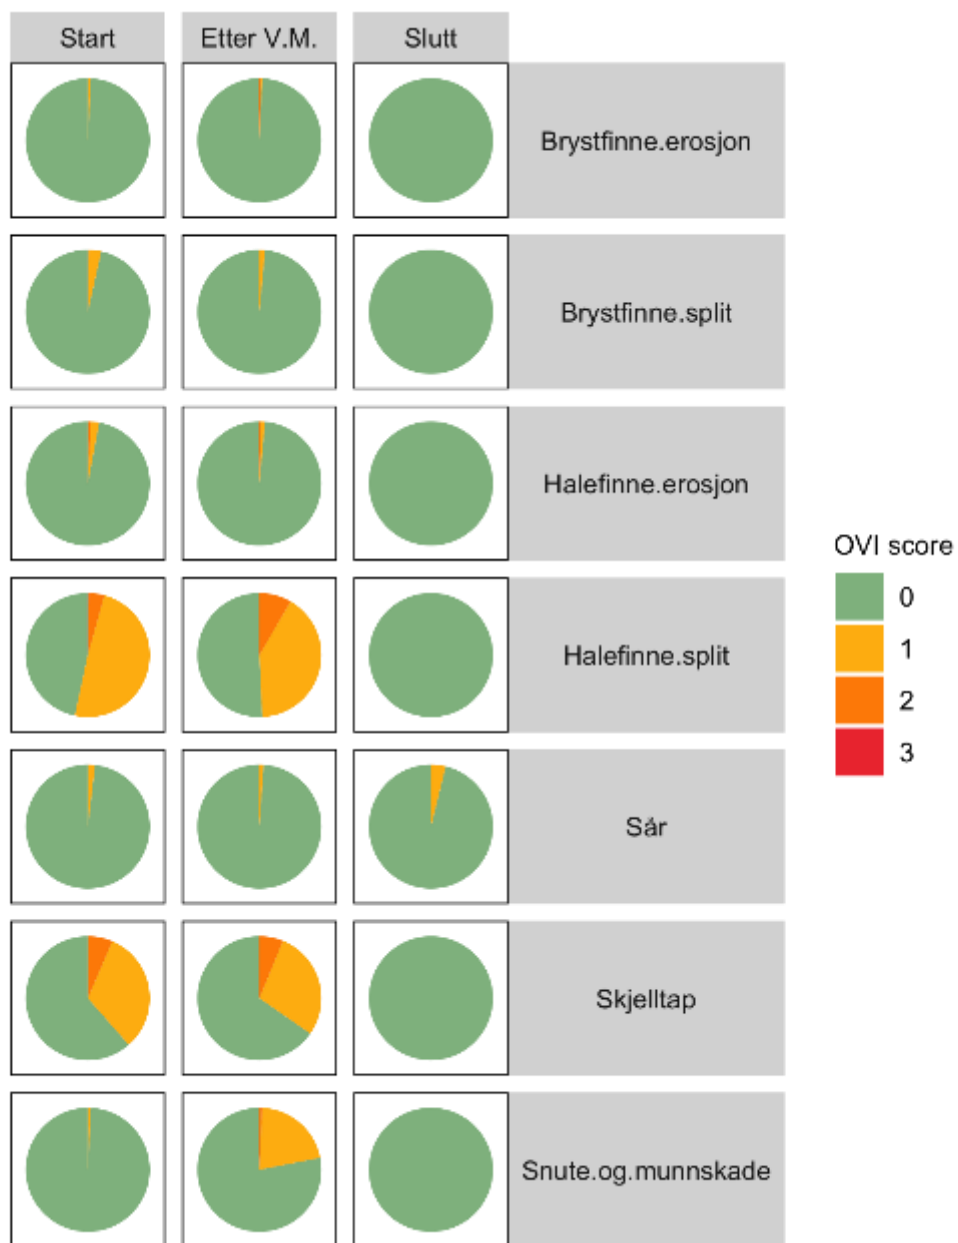 Start
Etter V.M.
Slutt
Brystfinne.erosjon
Brystfinne.split
Halefinne.erosjon
Halefinne.split
Sår
Skjelltap
Snute.og.munnskade
OVI score
0
1
2
3